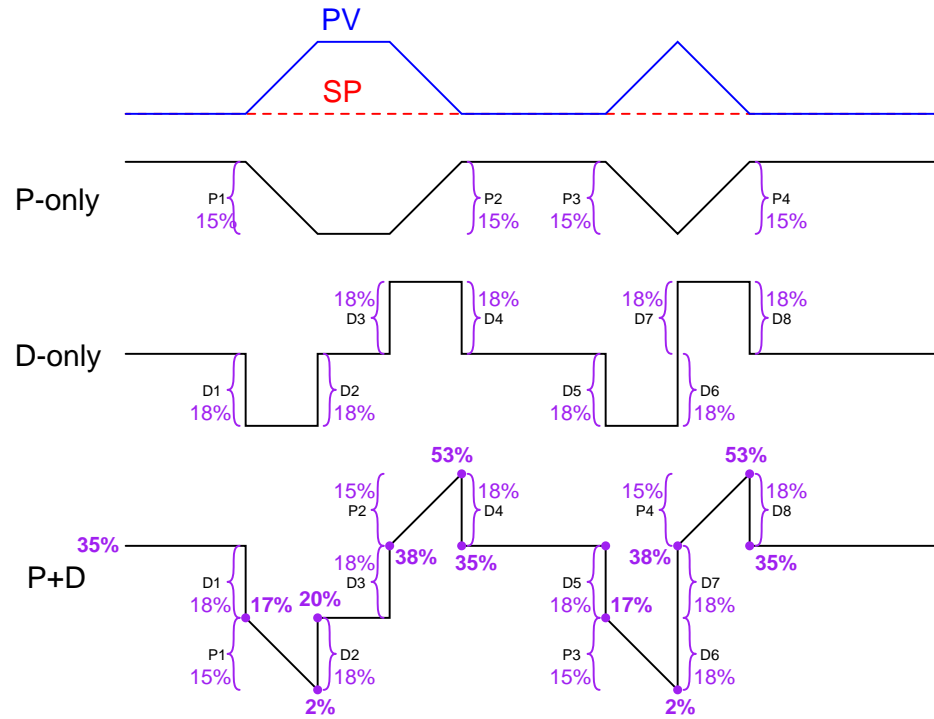 PV
SP
P-only
P1
15%
P2
15%
P3
15%
P4
15%
18%
D3
18%
D4
18%
D7
18%
D8
D-only
D1
18%
D2
18%
D5
18%
D6
18%
53%
53%
15%
P2
18%
D4
15%
P4
18%
D8
35%
38%
35%
38%
35%
P+D
18%
D3
D1
18%
17%
20%
D5
18%
17%
D7
18%
P1
15%
D2
18%
P3
15%
D6
18%
2%
2%